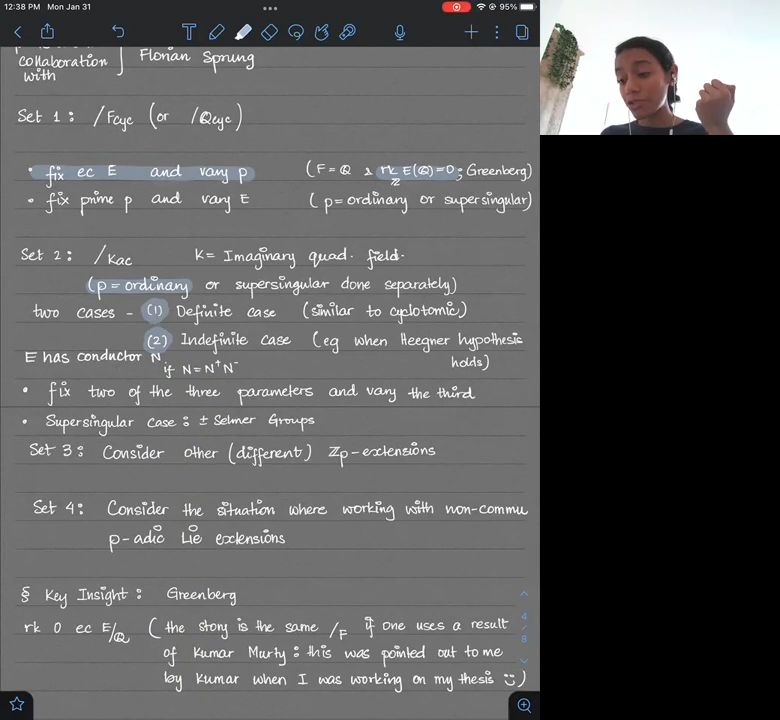 12:38 PM Mon Jan 31
95%
collaboration
with
Florian Sprung
Set 1: /Fcyc (or /Qcyc)
• fix ec E and vary p (F = Q & rk_Z E(Q)=0; Greenberg)
• fix prime p and vary E (p = ordinary or supersingular)
Set 2: /Kac K = Imaginary quad. field.
(p = ordinary or supersingular done separately)
two cases - (1) Definite case (similar to cyclotomic)
(2) Indefinite case (eg when Heegner hypothesis
holds)
E has conductor N
if N = N⁺N⁻
• fix two of the three parameters and vary the third
• Supersingular case: ± Selmer Groups
Set 3: Consider other (different) Zp-extensions
Set 4: Consider the situation where working with non-commu
p-adic Lie extensions
§ Key Insight: Greenberg
rk 0 ec E/Q (the story is the same /F if one uses a result
of Kumar Murty: this was pointed out to me
by Kumar when I was working on my thesis :))
4
/
8